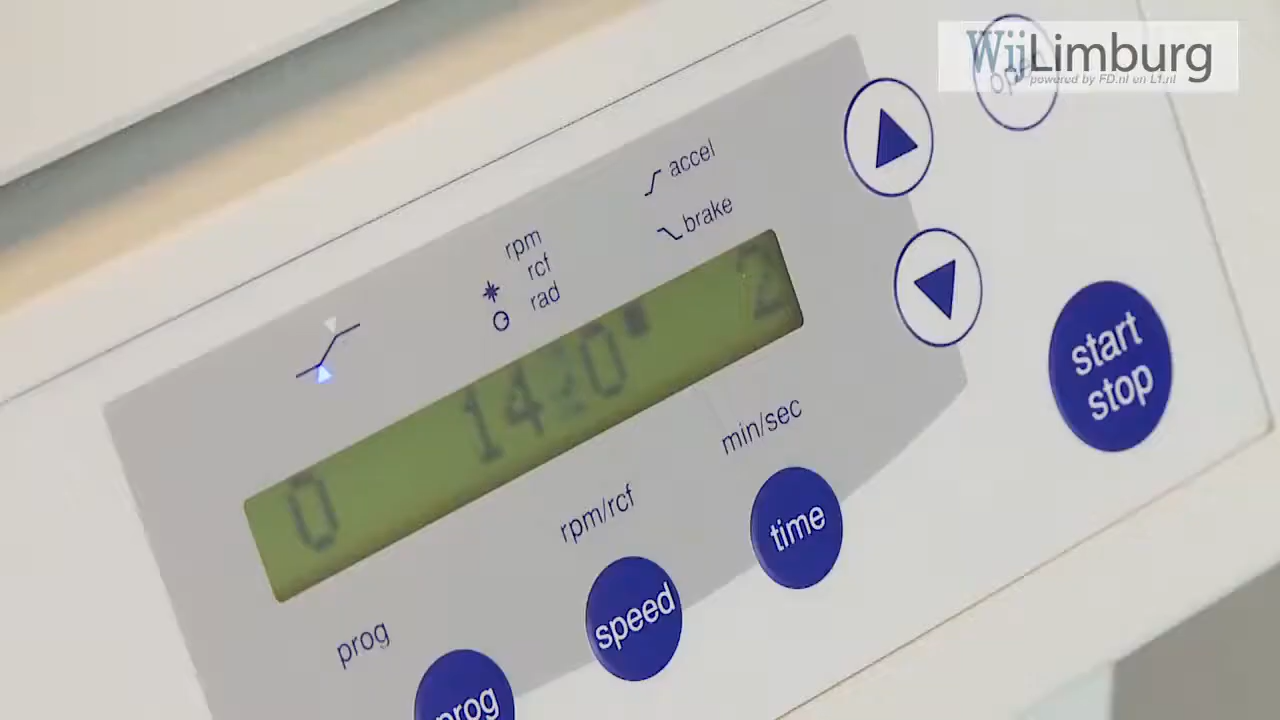 WijLimburg
powered by FD.nl en L1.nl
accel
brake
rpm
rcf
rad
0
2
min/sec
rpm/rcf
prog
start
stop
time
speed
prog